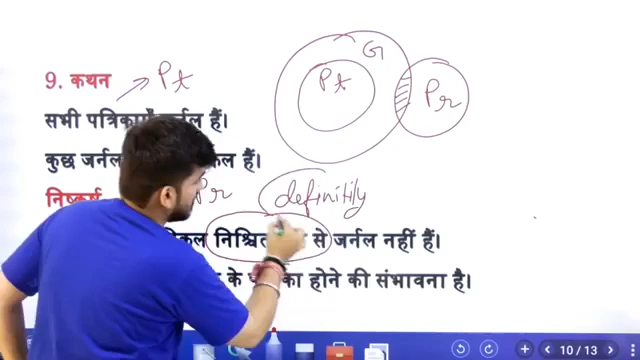 9. कथन → Pt
G
Pt
Pr
सभी पत्रिकाएँ जर्नल हैं।
कुछ जर्नल हैं।
निष्कर्ष Pr definitily
निश्चित से जर्नल नहीं हैं।
के होने की संभावना है।
10 / 13